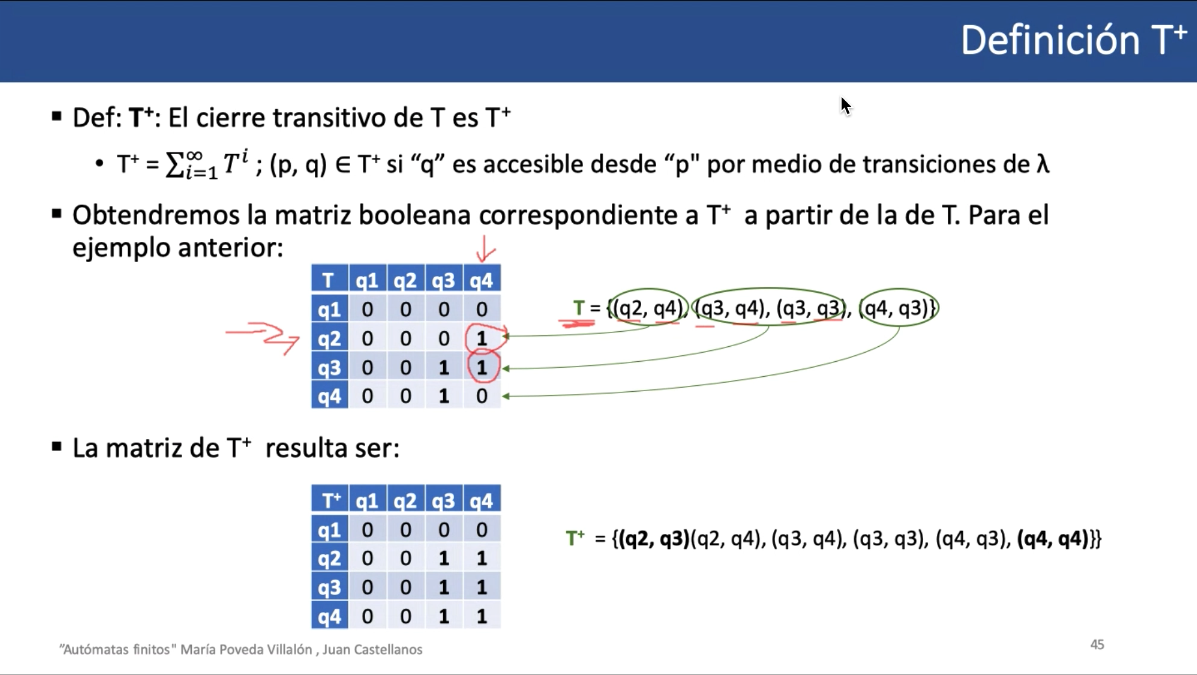 Definición T⁺
▪ Def: T⁺: El cierre transitivo de T es T⁺
• T⁺ = ∑_{i=1}^{∞} Tⁱ ; (p, q) ∈ T⁺ si “q” es accesible desde “p" por medio de transiciones de λ
▪ Obtendremos la matriz booleana correspondiente a T⁺ a partir de la de T. Para el
ejemplo anterior:
T q1 q2 q3 q4
q1 0 0 0 0
q2 0 0 0 1
q3 0 0 1 1
q4 0 0 1 0
T = {(q2, q4), (q3, q4), (q3, q3), (q4, q3)}
▪ La matriz de T⁺ resulta ser:
T⁺ q1 q2 q3 q4
q1 0 0 0 0
q2 0 0 1 1
q3 0 0 1 1
q4 0 0 1 1
T⁺ = {(q2, q3)(q2, q4), (q3, q4), (q3, q3), (q4, q3), (q4, q4)}}
“Autómatas finitos" María Poveda Villalón , Juan Castellanos
45